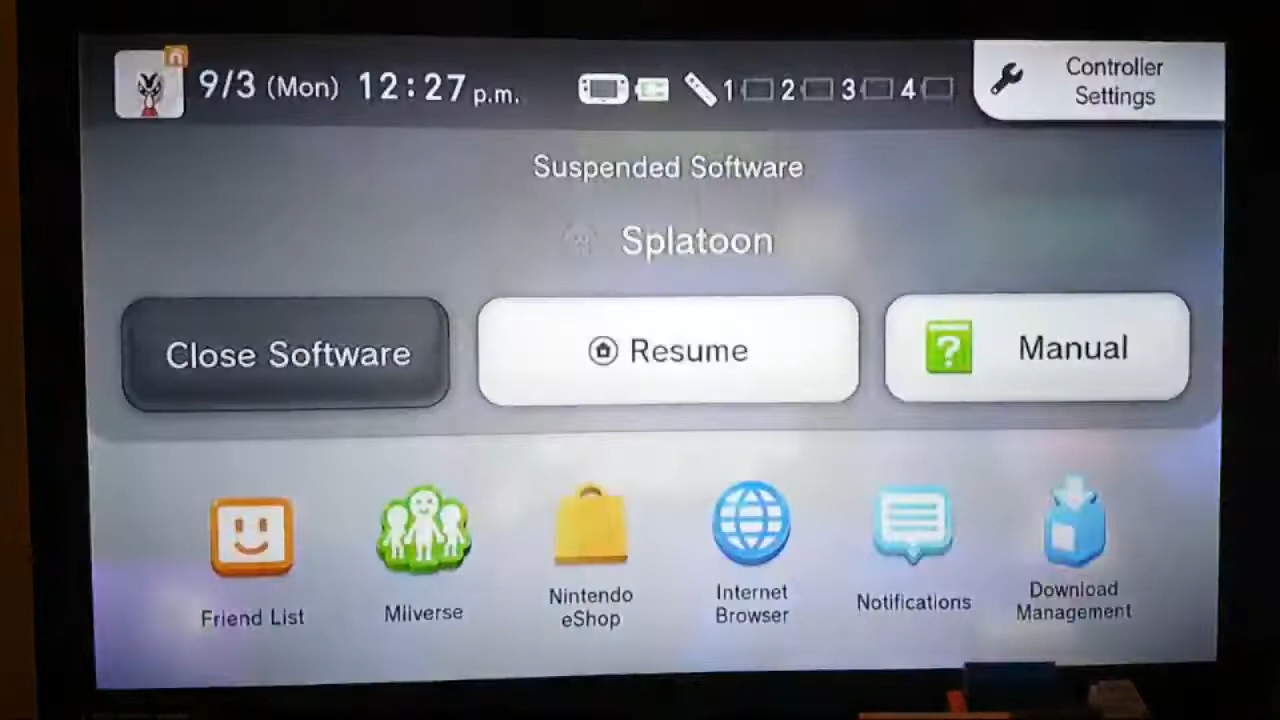 9/3 (Mon) 12:27 p.m.
1 2 3 4
Controller
Settings
Suspended Software
Splatoon
Close Software
Resume
? Manual
Friend List
Miiverse
Nintendo
eShop
Internet
Browser
Notifications
Download
Management